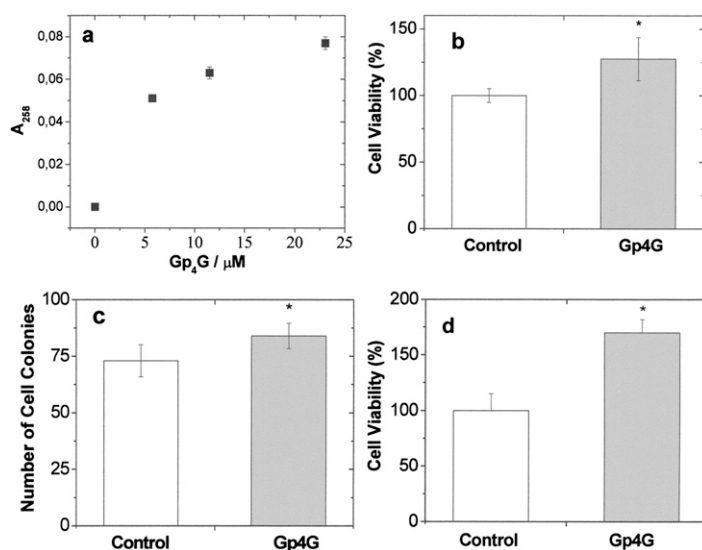 a
0,08
0,06
0,04
0,02
0,00
A258
0 5 10 15 20 25
Gp4G / μM
b
*
150
100
50
0
Cell Viability (%)
Control Gp4G
c
*
100
75
50
25
0
Number of Cell Colonies
Control Gp4G
d
*
200
150
100
50
0
Cell Viability (%)
Control Gp4G